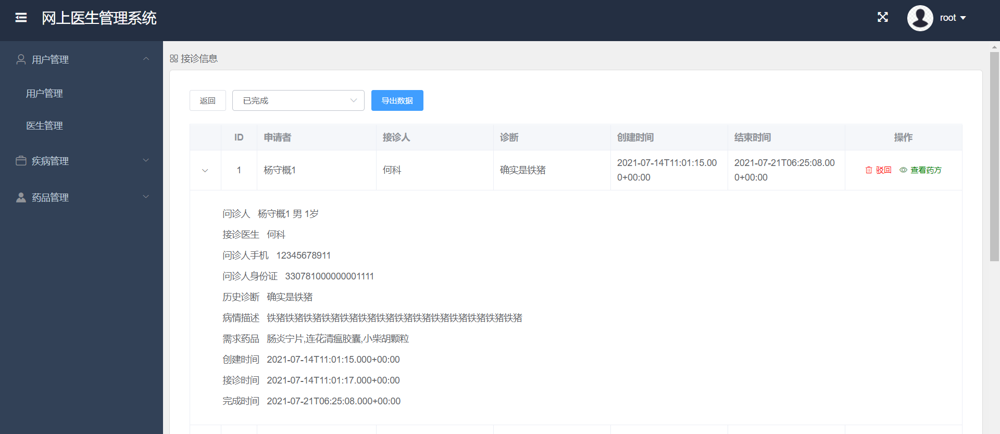 网上医生管理系统
root
用户管理
用户管理
医生管理
疾病管理
药品管理
接诊信息
返回 已完成 导出数据
ID 申请者 接诊人 诊断 创建时间 结束时间 操作
1 杨守概1 何科 确实是铁猪 2021-07-14T11:01:15.00 2021-07-21T06:25:08.00 驳回 查看药方
0+00:00 0+00:00
问诊人 杨守概1 男 1岁
接诊医生 何科
问诊人手机 12345678911
问诊人身份证 330781000000001111
历史诊断 确实是铁猪
病情描述 铁猪铁猪铁猪铁猪铁猪铁猪铁猪铁猪铁猪铁猪铁猪铁猪铁猪铁猪
需求药品 肠炎宁片,连花清瘟胶囊,小柴胡颗粒
创建时间 2021-07-14T11:01:15.000+00:00
接诊时间 2021-07-14T11:01:17.000+00:00
完成时间 2021-07-21T06:25:08.000+00:00